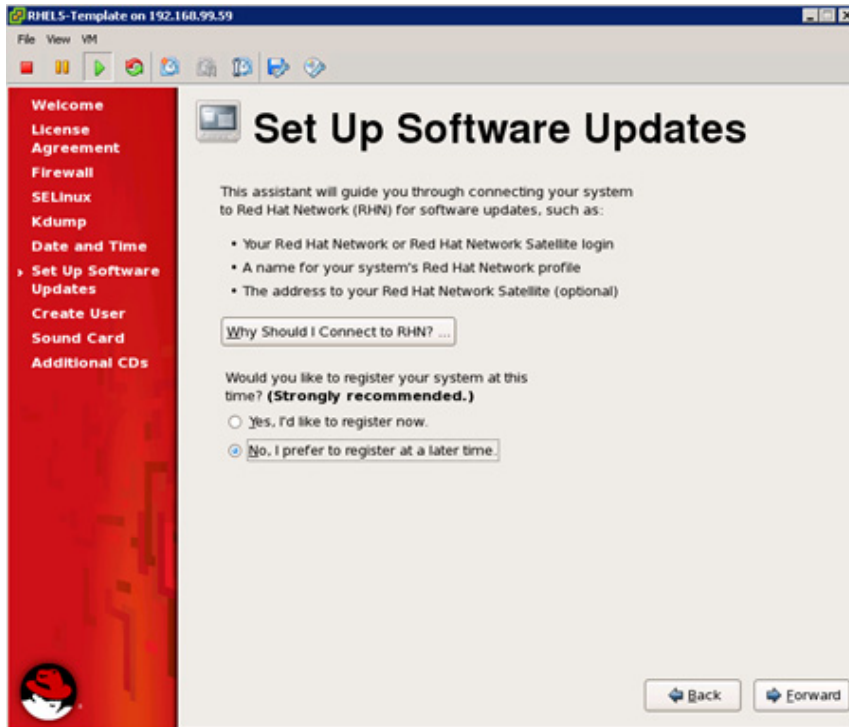 RHEL5-Template on 192.168.99.59
File View VM
Welcome
License
Agreement
Firewall
SELinux
Kdump
Date and Time
Set Up Software
Updates
Create User
Sound Card
Additional CDs
Set Up Software Updates
This assistant will guide you through connecting your system
to Red Hat Network (RHN) for software updates, such as:
• Your Red Hat Network or Red Hat Network Satellite login
• A name for your system's Red Hat Network profile
• The address to your Red Hat Network Satellite (optional)
Why Should I Connect to RHN? ...
Would you like to register your system at this
time? (Strongly recommended.)
Yes, I'd like to register now.
No, I prefer to register at a later time.
Back
Forward